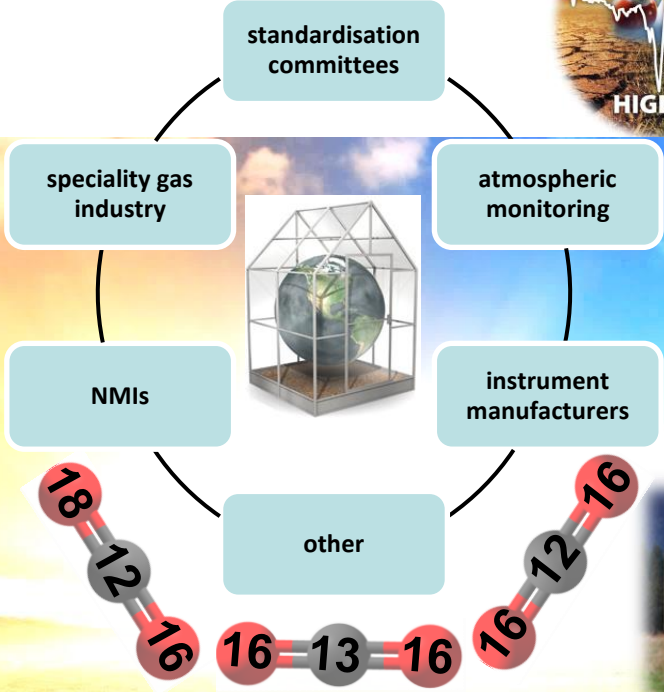 standardisation
committees
HIG
speciality gas
industry
atmospheric
monitoring
NMIs
instrument
manufacturers
other
18
12
16
16
13
16
16
12
16